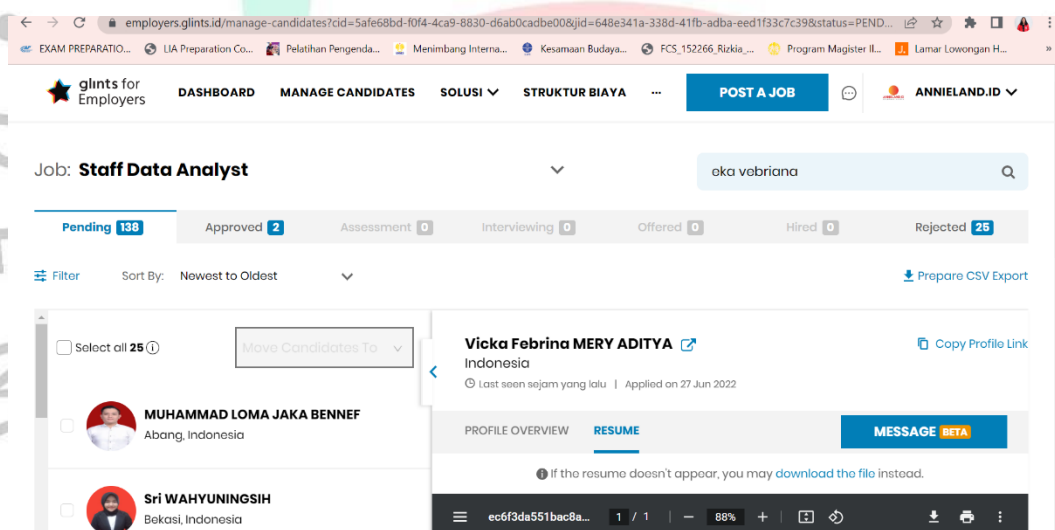 employers.glints.id/manage-candidates?cid=5afe68bd-f0f4-4ca9-8830-d6ab0cadbe00&jid=648e341a-338d-41fb-adba-eed1f33c7c39&status=PEND...
EXAM PREPARATIO... LIA Preparation Co... Pelatihan Pengenda... Menimbang Interna... Kesamaan Budaya... FCS_152266_Rizkia_... Program Magister Il... Lamar Lowongan H... »
glints for Employers DASHBOARD MANAGE CANDIDATES SOLUSI STRUKTUR BIAYA ... POST A JOB ANNIELAND.ID
Job: Staff Data Analyst eka vebriana
Pending 138 Approved 2 Assessment 0 Interviewing 0 Offered 0 Hired 0 Rejected 25
Filter Sort By: Newest to Oldest Prepare CSV Export
Select all 25 Move Candidates To
MUHAMMAD LOMA JAKA BENNEF
Abang, Indonesia
Sri WAHYUNINGSIH
Bekasi, Indonesia
Vicka Febrina MERY ADITYA Copy Profile Link
Indonesia
Last seen sejam yang lalu | Applied on 27 Jun 2022
PROFILE OVERVIEW RESUME MESSAGE BETA
If the resume doesn't appear, you may download the file instead.
ec6f3da551bac8a... 1 / 1 | − 88% +